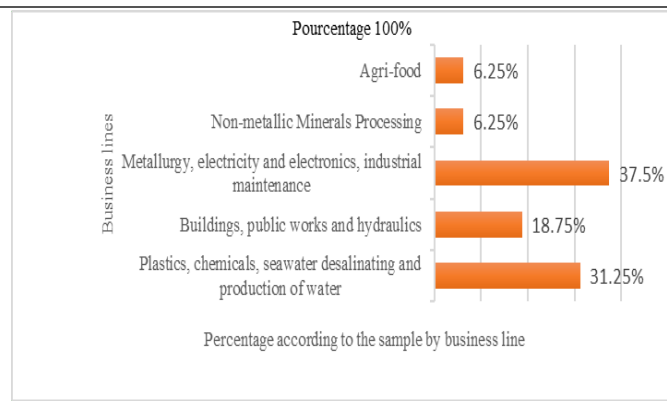 Pourcentage 100%
Business lines
Agri-food
6.25%
Non-metallic Minerals Processing
6.25%
Metallurgy, electricity and electronics, industrial
maintenance
37.5%
Buildings, public works and hydraulics
18.75%
Plastics, chemicals, seawater desalinating and
production of water
31.25%
Percentage according to the sample by business line